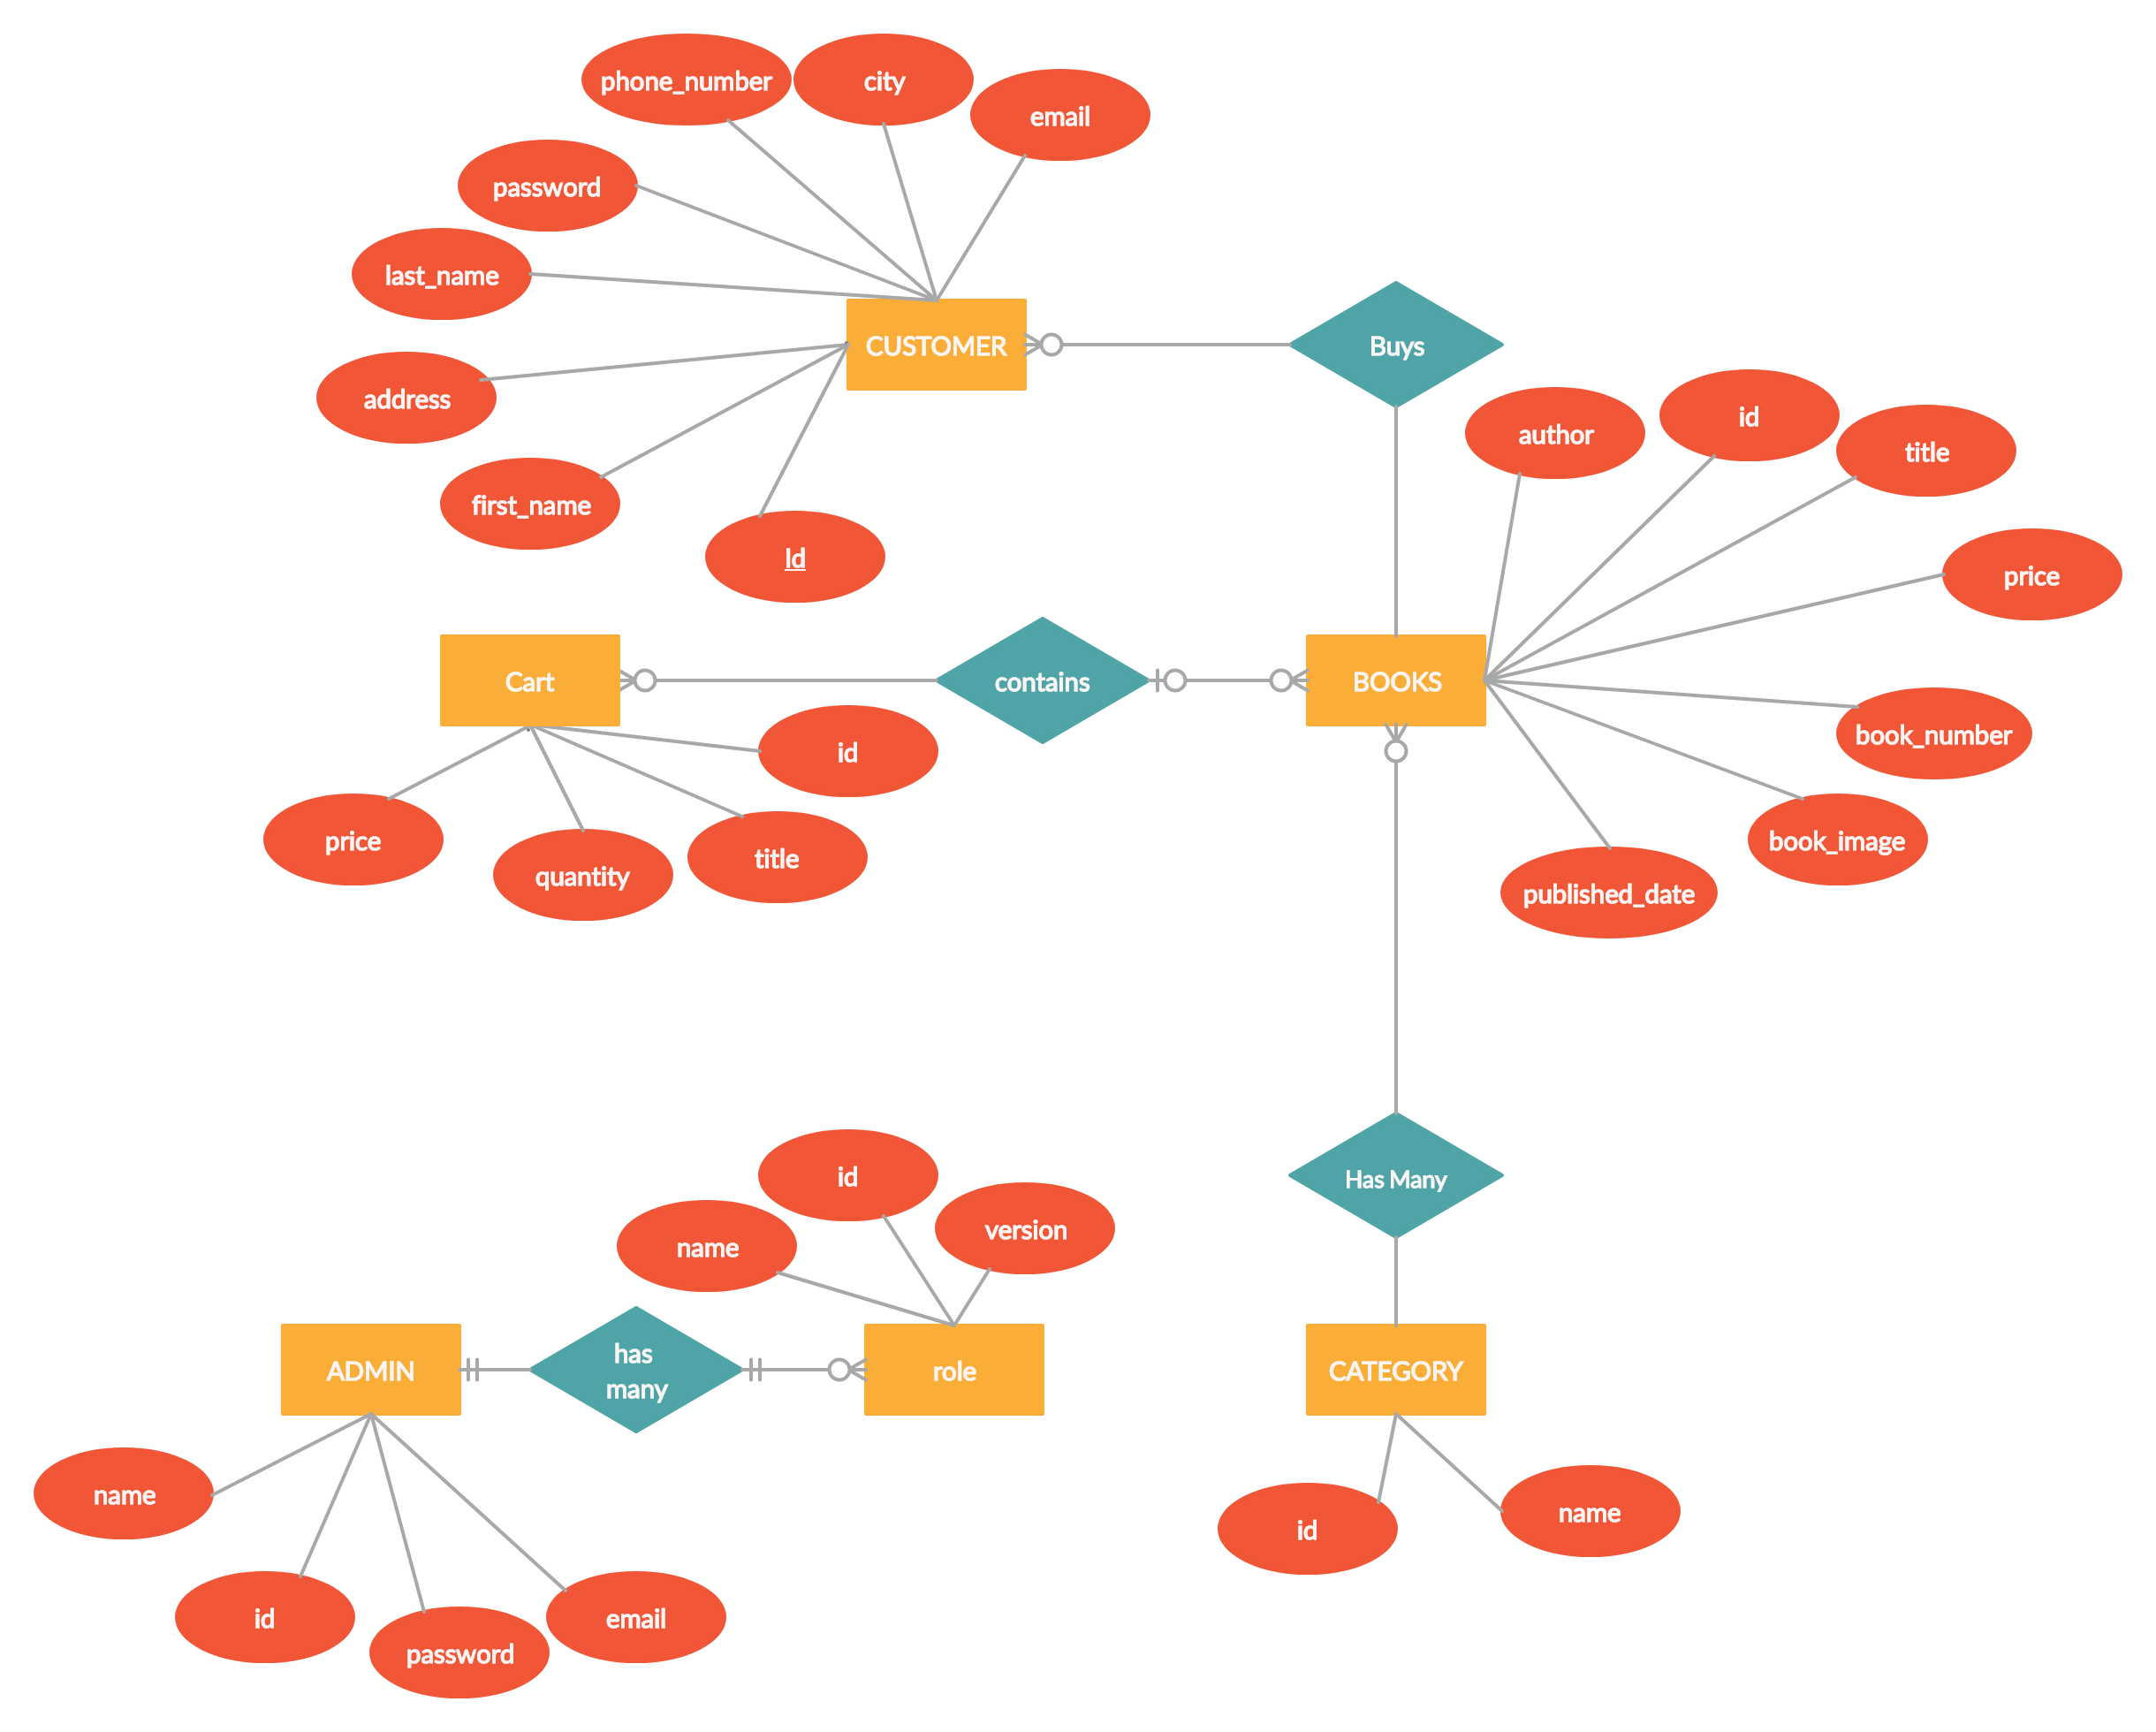 phone_number
city
email
password
last_name
CUSTOMER
Buys
address
author
id
title
first_name
Id
price
Cart
contains
BOOKS
id
book_number
price
quantity
title
book_image
published_date
id
name
version
Has Many
ADMIN
has
many
role
CATEGORY
name
id
name
id
password
email